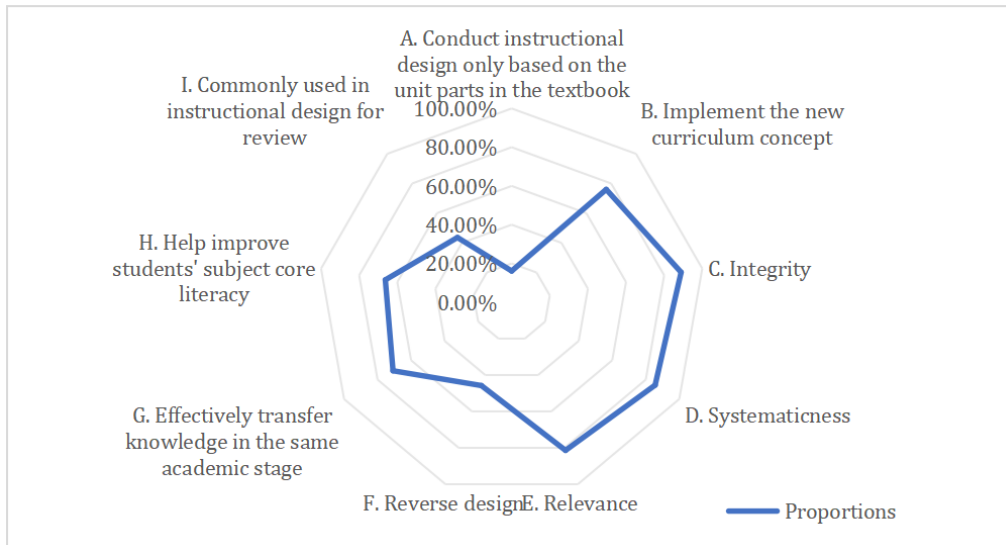 A. Conduct instructional
design only based on the
unit parts in the textbook
I. Commonly used in
instructional design for
review
B. Implement the new
curriculum concept
100.00%
80.00%
60.00%
40.00%
20.00%
0.00%
H. Help improve
students' subject core
literacy
C. Integrity
G. Effectively transfer
knowledge in the same
academic stage
D. Systematicness
F. Reverse design
E. Relevance
Proportions